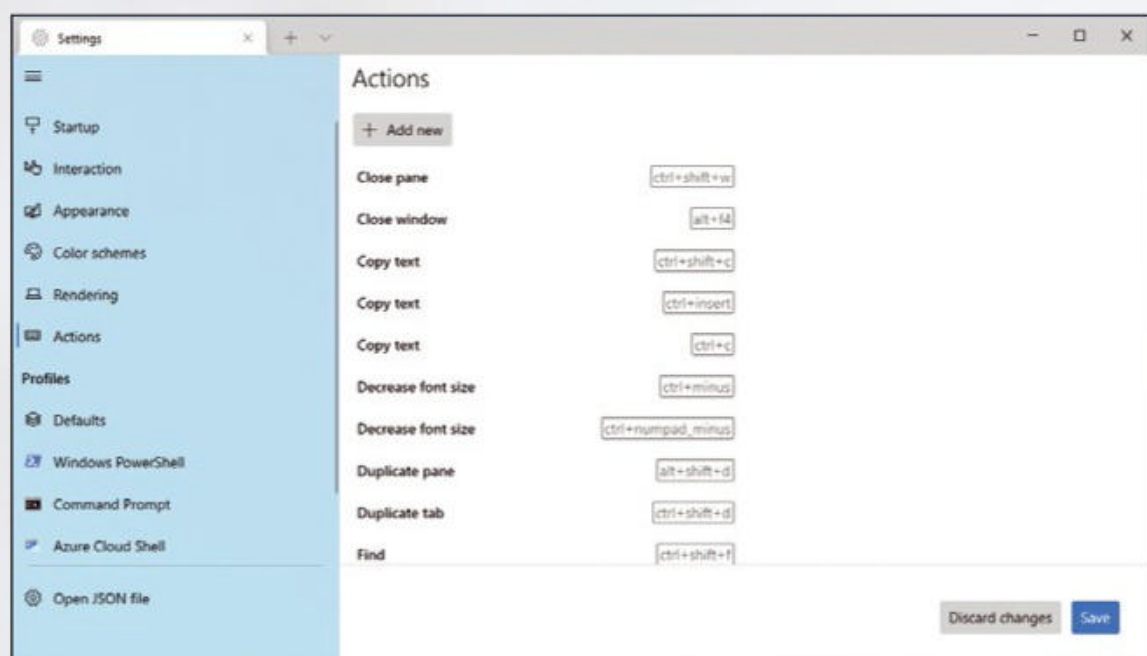 Settings
Startup
Interaction
Appearance
Color schemes
Rendering
Actions
Profiles
Defaults
Windows PowerShell
Command Prompt
Azure Cloud Shell
Open JSON file
Actions
+ Add new
Close pane ctrl+shift+w
Close window alt+f4
Copy text ctrl+shift+c
Copy text ctrl+insert
Copy text ctrl+c
Decrease font size ctrl+minus
Decrease font size ctrl+numpad_minus
Duplicate pane alt+shift+d
Duplicate tab ctrl+shift+d
Find ctrl+shift+f
Discard changes Save